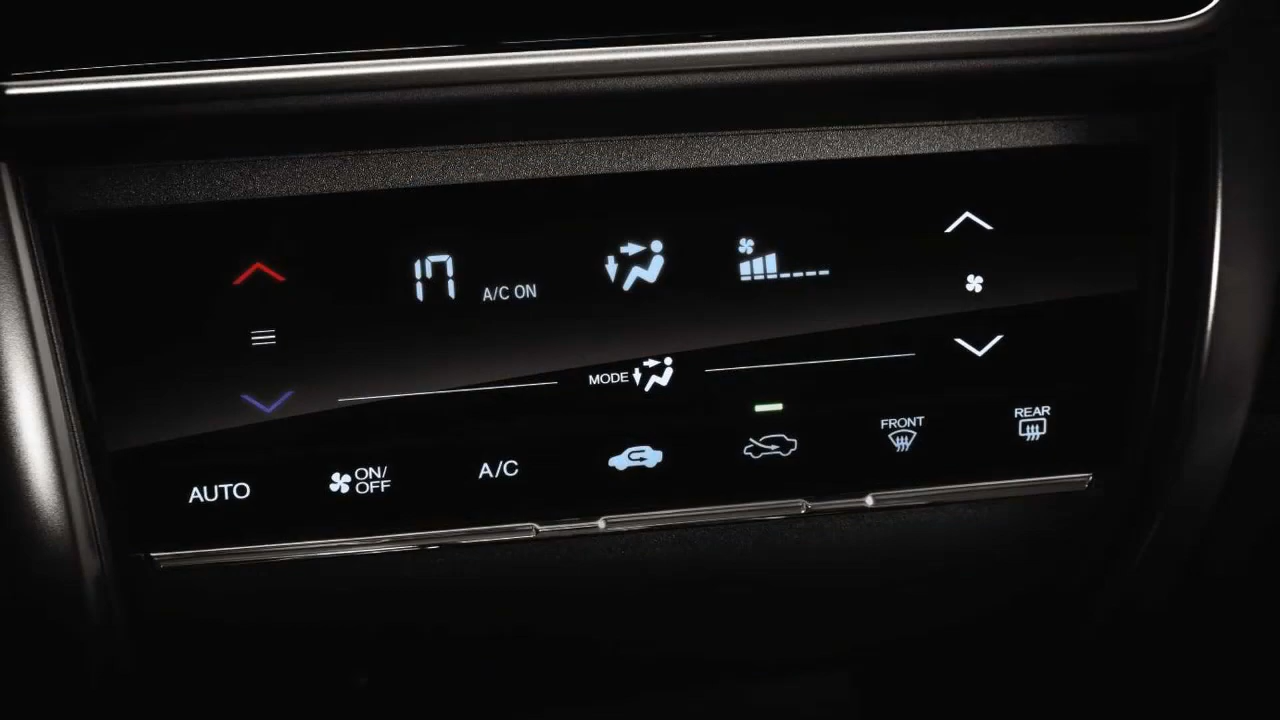 17
A/C ON
MODE
AUTO
ON/
OFF
A/C
FRONT
REAR